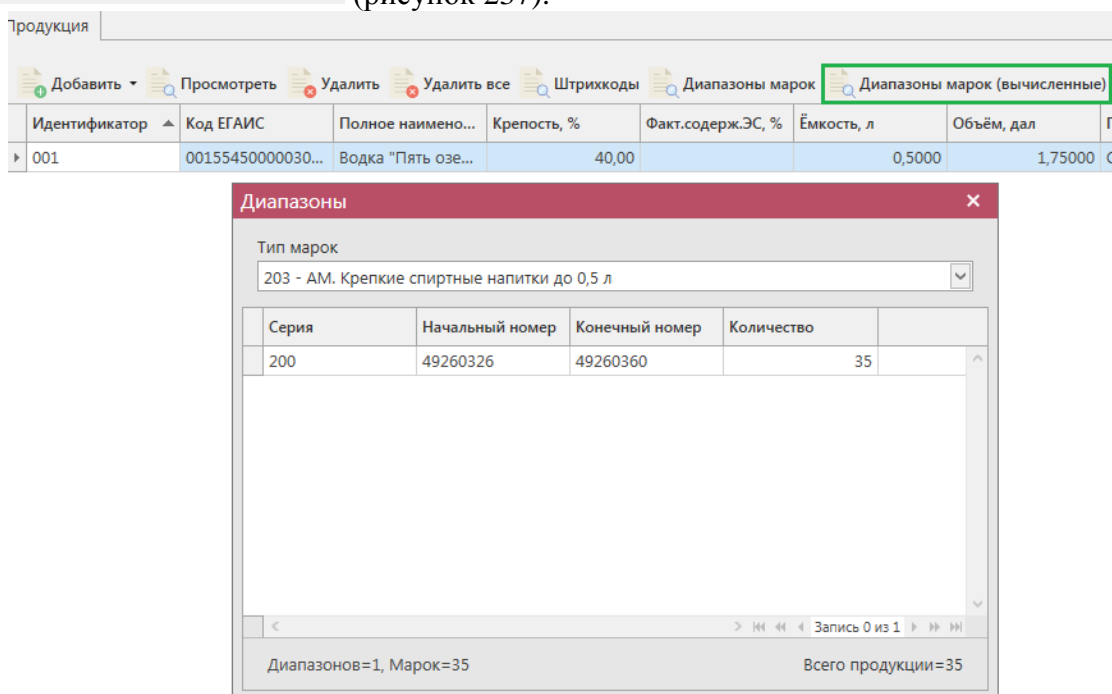 (рисунок 237).
Продукция
Добавить Просмотреть Удалить Удалить все Штрихкоды Диапазоны марок Диапазоны марок (вычисленные)
Идентификатор Код ЕГАИС Полное наимено... Крепость, % Факт.содерж.ЭС, % Ёмкость, л Объём, дал
001 00155450000030... Водка "Пять озе... 40,00 0,5000 1,75000
Диапазоны
Тип марок
203 - АМ. Крепкие спиртные напитки до 0,5 л
Серия Начальный номер Конечный номер Количество
200 49260326 49260360 35
Запись 0 из 1
Диапазонов=1, Марок=35 Всего продукции=35